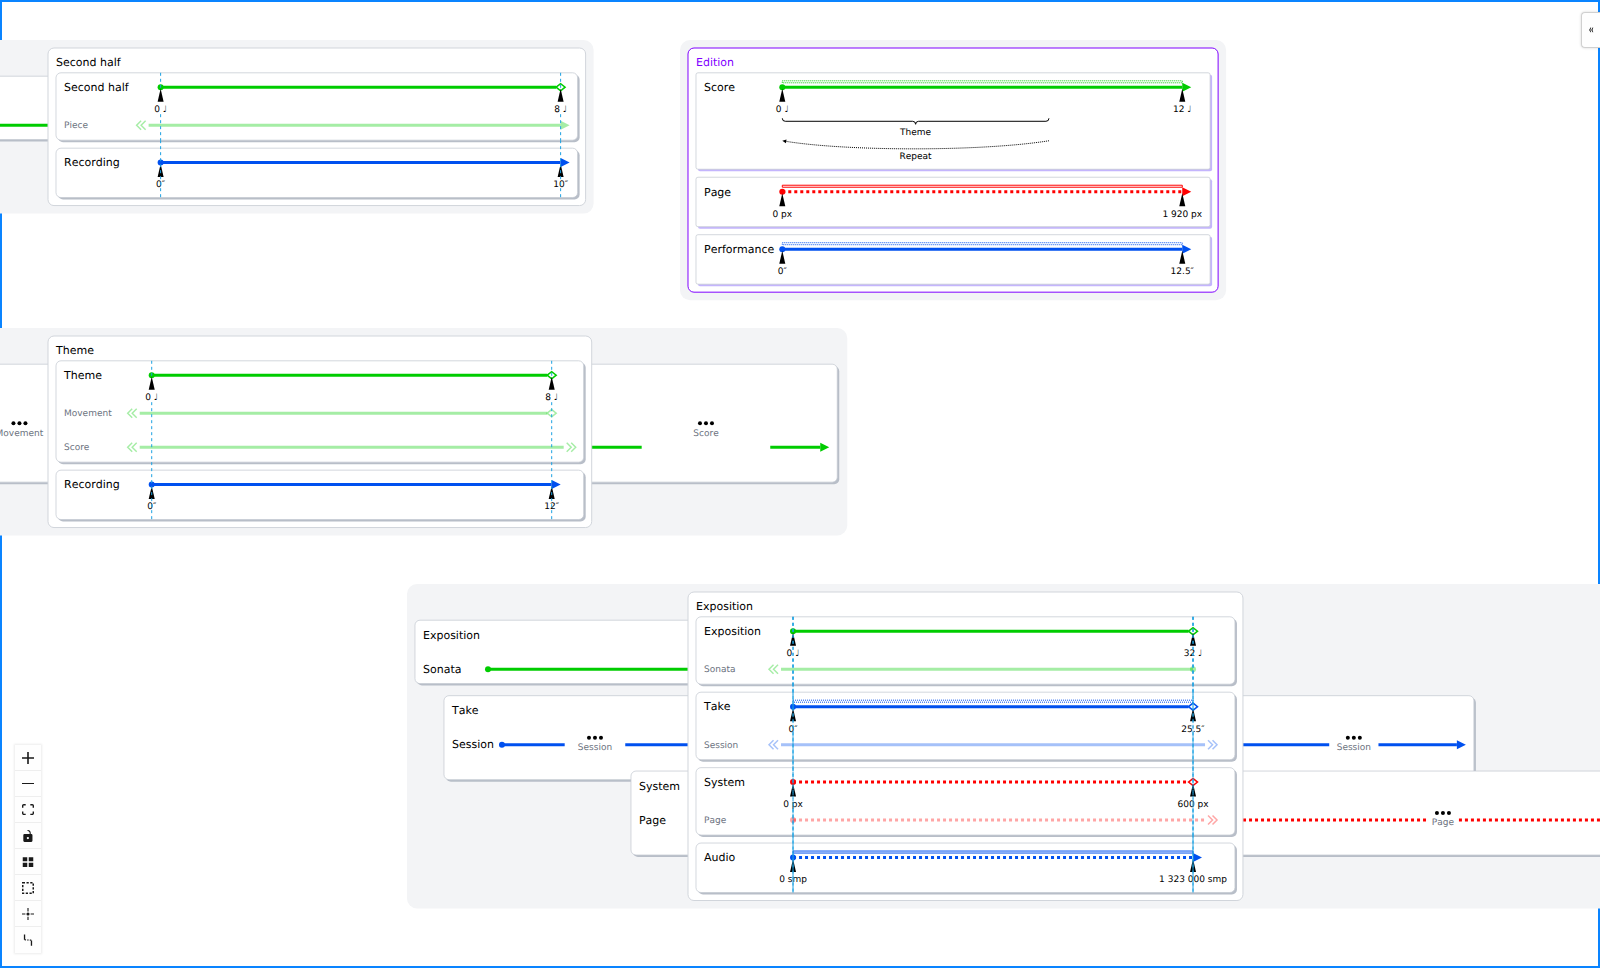 «
Second half
Second half
0 ♩
8 ♩
Piece
Recording
0″
10″
Edition
Score
0 ♩
12 ♩
Theme
Repeat
Page
0 px
1 920 px
Performance
0″
12.5″
Theme
Theme
0 ♩
8 ♩
Movement
Movement
Score
Score
Recording
0″
12″
Exposition
Exposition
Sonata
Exposition
0 ♩
32 ♩
Sonata
Take
Session
Session
Take
0″
25.5″
Session
Session
System
Page
System
0 px
600 px
Page
Page
Audio
0 smp
1 323 000 smp